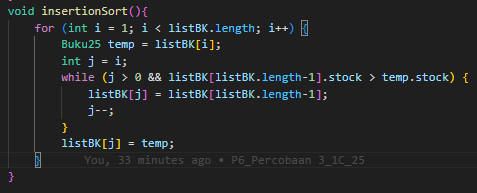 void insertionSort(){
    for (int i = 1; i < listBK.length; i++) {
        Buku25 temp = listBK[i];
        int j = i;
        while (j > 0 && listBK[listBK.length-1].stock > temp.stock) {
            listBK[j] = listBK[listBK.length-1];
            j--;
        }
        listBK[j] = temp;
    }       You, 33 minutes ago • P6_Percobaan 3_1C_25
}